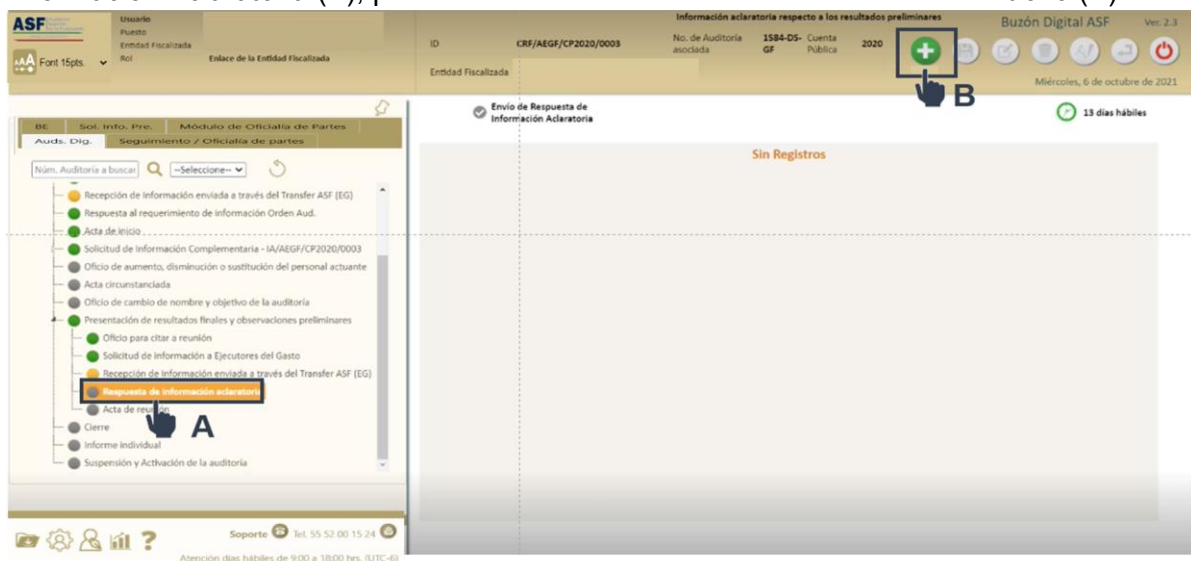 ASF
Usuario
Puesto
Entidad Fiscalizada
Rol Enlace de la Entidad Fiscalizada
AAA Font 15pts.
ID CRF/AEGF/CP2020/0003
Entidad Fiscalizada
Información aclaratoria respecto a los resultados preliminares
No. de Auditoría asociada 1584-DS-GF Cuenta Pública 2020
Buzón Digital ASF Ver. 2.3
Miércoles, 6 de octubre de 2021
B
BE Sol. Info. Pre. Módulo de Oficialía de Partes
Auds. Dig. Seguimiento / Oficialía de partes
Núm. Auditoría a buscar --Seleccione--
Recepción de información enviada a través del Transfer ASF (EG)
Respuesta al requerimiento de información Orden Aud.
Acta de inicio
Solicitud de Información Complementaria - IA/AEGF/CP2020/0003
Oficio de aumento, disminución o sustitución del personal actuante
Acta circunstanciada
Oficio de cambio de nombre y objetivo de la auditoría
Presentación de resultados finales y observaciones preliminares
Oficio para citar a reunión
Solicitud de información a Ejecutores del Gasto
Recepción de información enviada a través del Transfer ASF (EG)
Respuesta de información aclaratoria
Acta de reunión
A
Cierre
Informe individual
Suspensión y Activación de la auditoría
Envío de Respuesta de
Información Aclaratoria
13 días hábiles
Sin Registros
?
Soporte Tel. 55 52 00 15 24
Atención días hábiles de 9:00 a 18:00 hrs. (UTC-6)